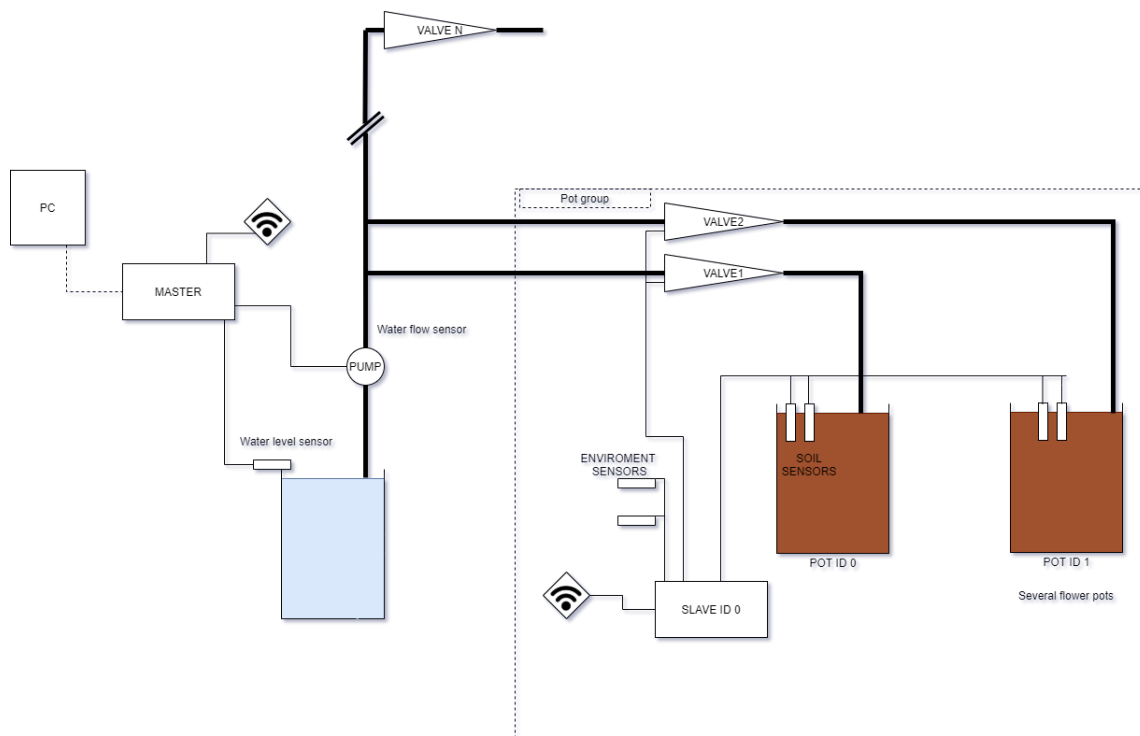 VALVE N
PC
Pot group
VALVE2
VALVE1
MASTER
Water flow sensor
PUMP
Water level sensor
ENVIROMENT
SENSORS
SOIL
SENSORS
POT ID 0
POT ID 1
SLAVE ID 0
Several flower pots